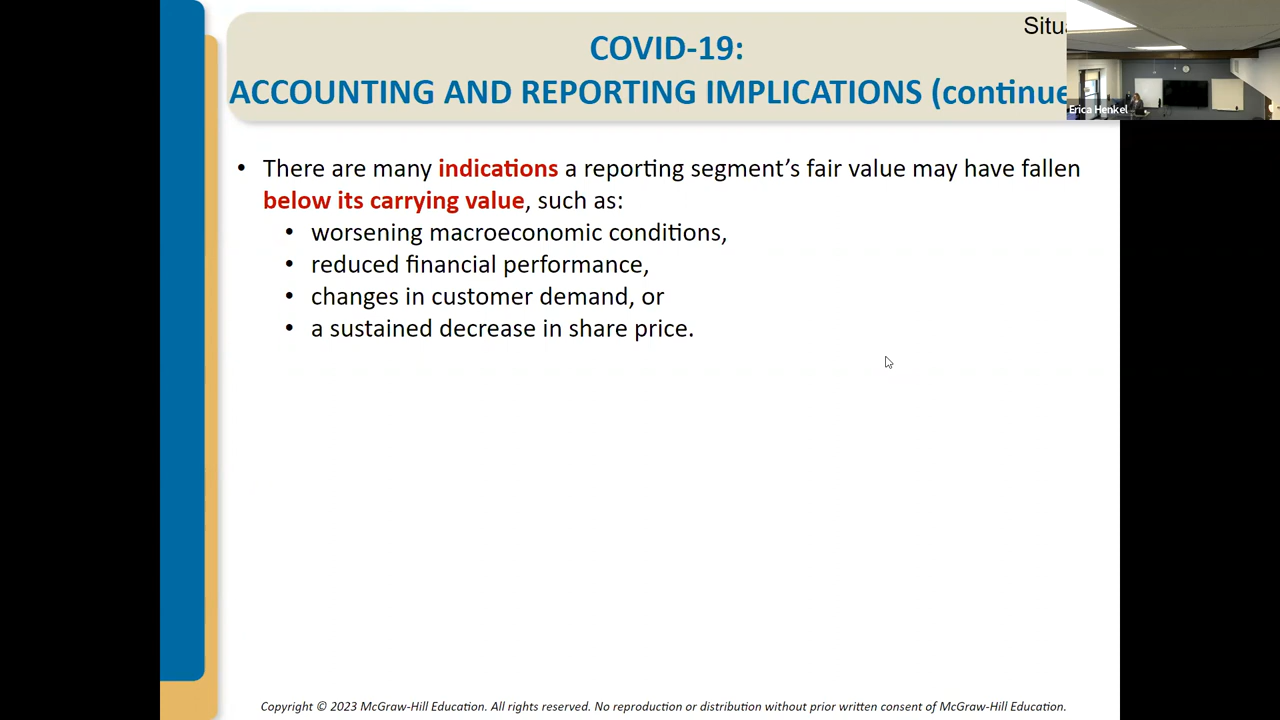 Situ
COVID-19:
ACCOUNTING AND REPORTING IMPLICATIONS (continue
Erica Henkel
• There are many indications a reporting segment’s fair value may have fallen
below its carrying value, such as:
• worsening macroeconomic conditions,
• reduced financial performance,
• changes in customer demand, or
• a sustained decrease in share price.
Copyright © 2023 McGraw-Hill Education. All rights reserved. No reproduction or distribution without prior written consent of McGraw-Hill Education.